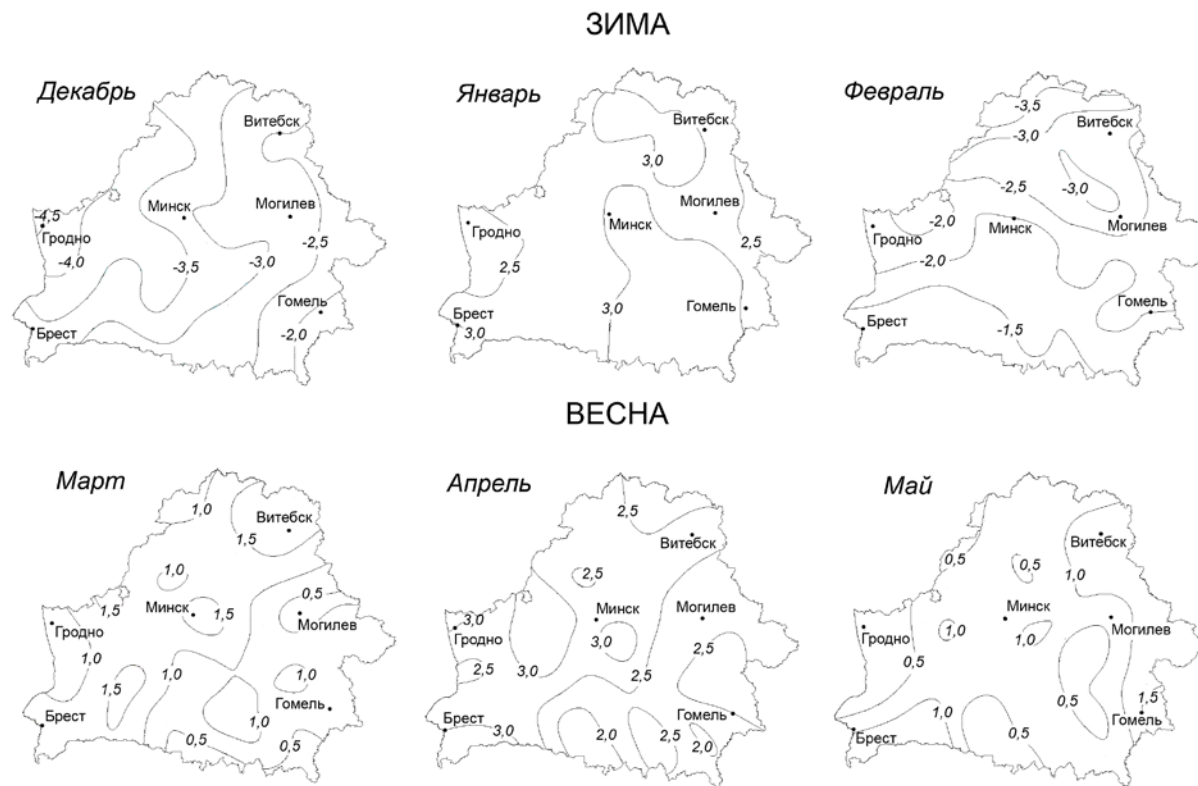 ЗИМА
Декабрь
Витебск
Минск
Могилев
-4,5
Гродно
-4,0
-3,5
-3,0
-2,5
Гомель
Брест
-2,0
Январь
Витебск
3,0
Минск
Могилев
Гродно
2,5
2,5
Брест
3,0
3,0
Гомель
Февраль
-3,5
-3,0
Витебск
-2,5
-3,0
-2,0
Гродно
Минск
Могилев
-2,0
Гомель
Брест
-1,5
ВЕСНА
Март
1,0
Витебск
1,5
1,0
0,5
1,5
Минск
1,5
Могилев
Гродно
1,0
1,0
1,0
1,5
Гомель
Брест
1,0
0,5
0,5
Апрель
2,5
Витебск
2,5
3,0
Минск
Могилев
Гродно
3,0
2,5
2,5
3,0
2,5
Брест
Гомель
3,0
2,0
2,5
2,0
Май
Витебск
0,5
0,5
1,0
Минск
Могилев
Гродно
1,0
1,0
0,5
1,0
0,5
1,5
Гомель
Брест
0,5